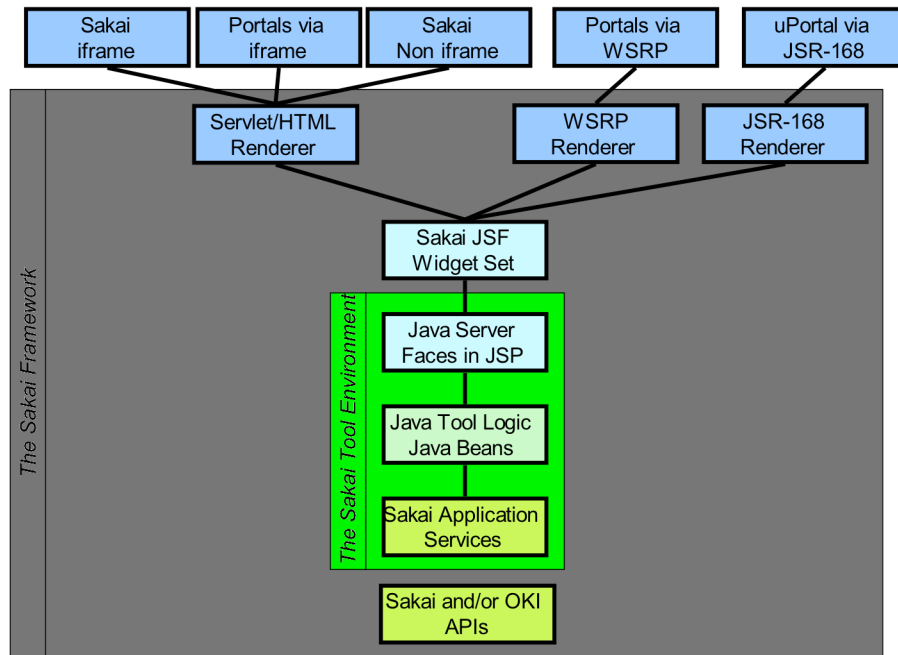 Sakai
iframe
Portals via
iframe
Sakai
Non iframe
Portals via
WSRP
uPortal via
JSR-168
Servlet/HTML
Renderer
WSRP
Renderer
JSR-168
Renderer
Sakai JSF
Widget Set
The Sakai Framework
The Sakai Tool Environment
Java Server
Faces in JSP
Java Tool Logic
Java Beans
Sakai Application
Services
Sakai and/or OKI
APIs